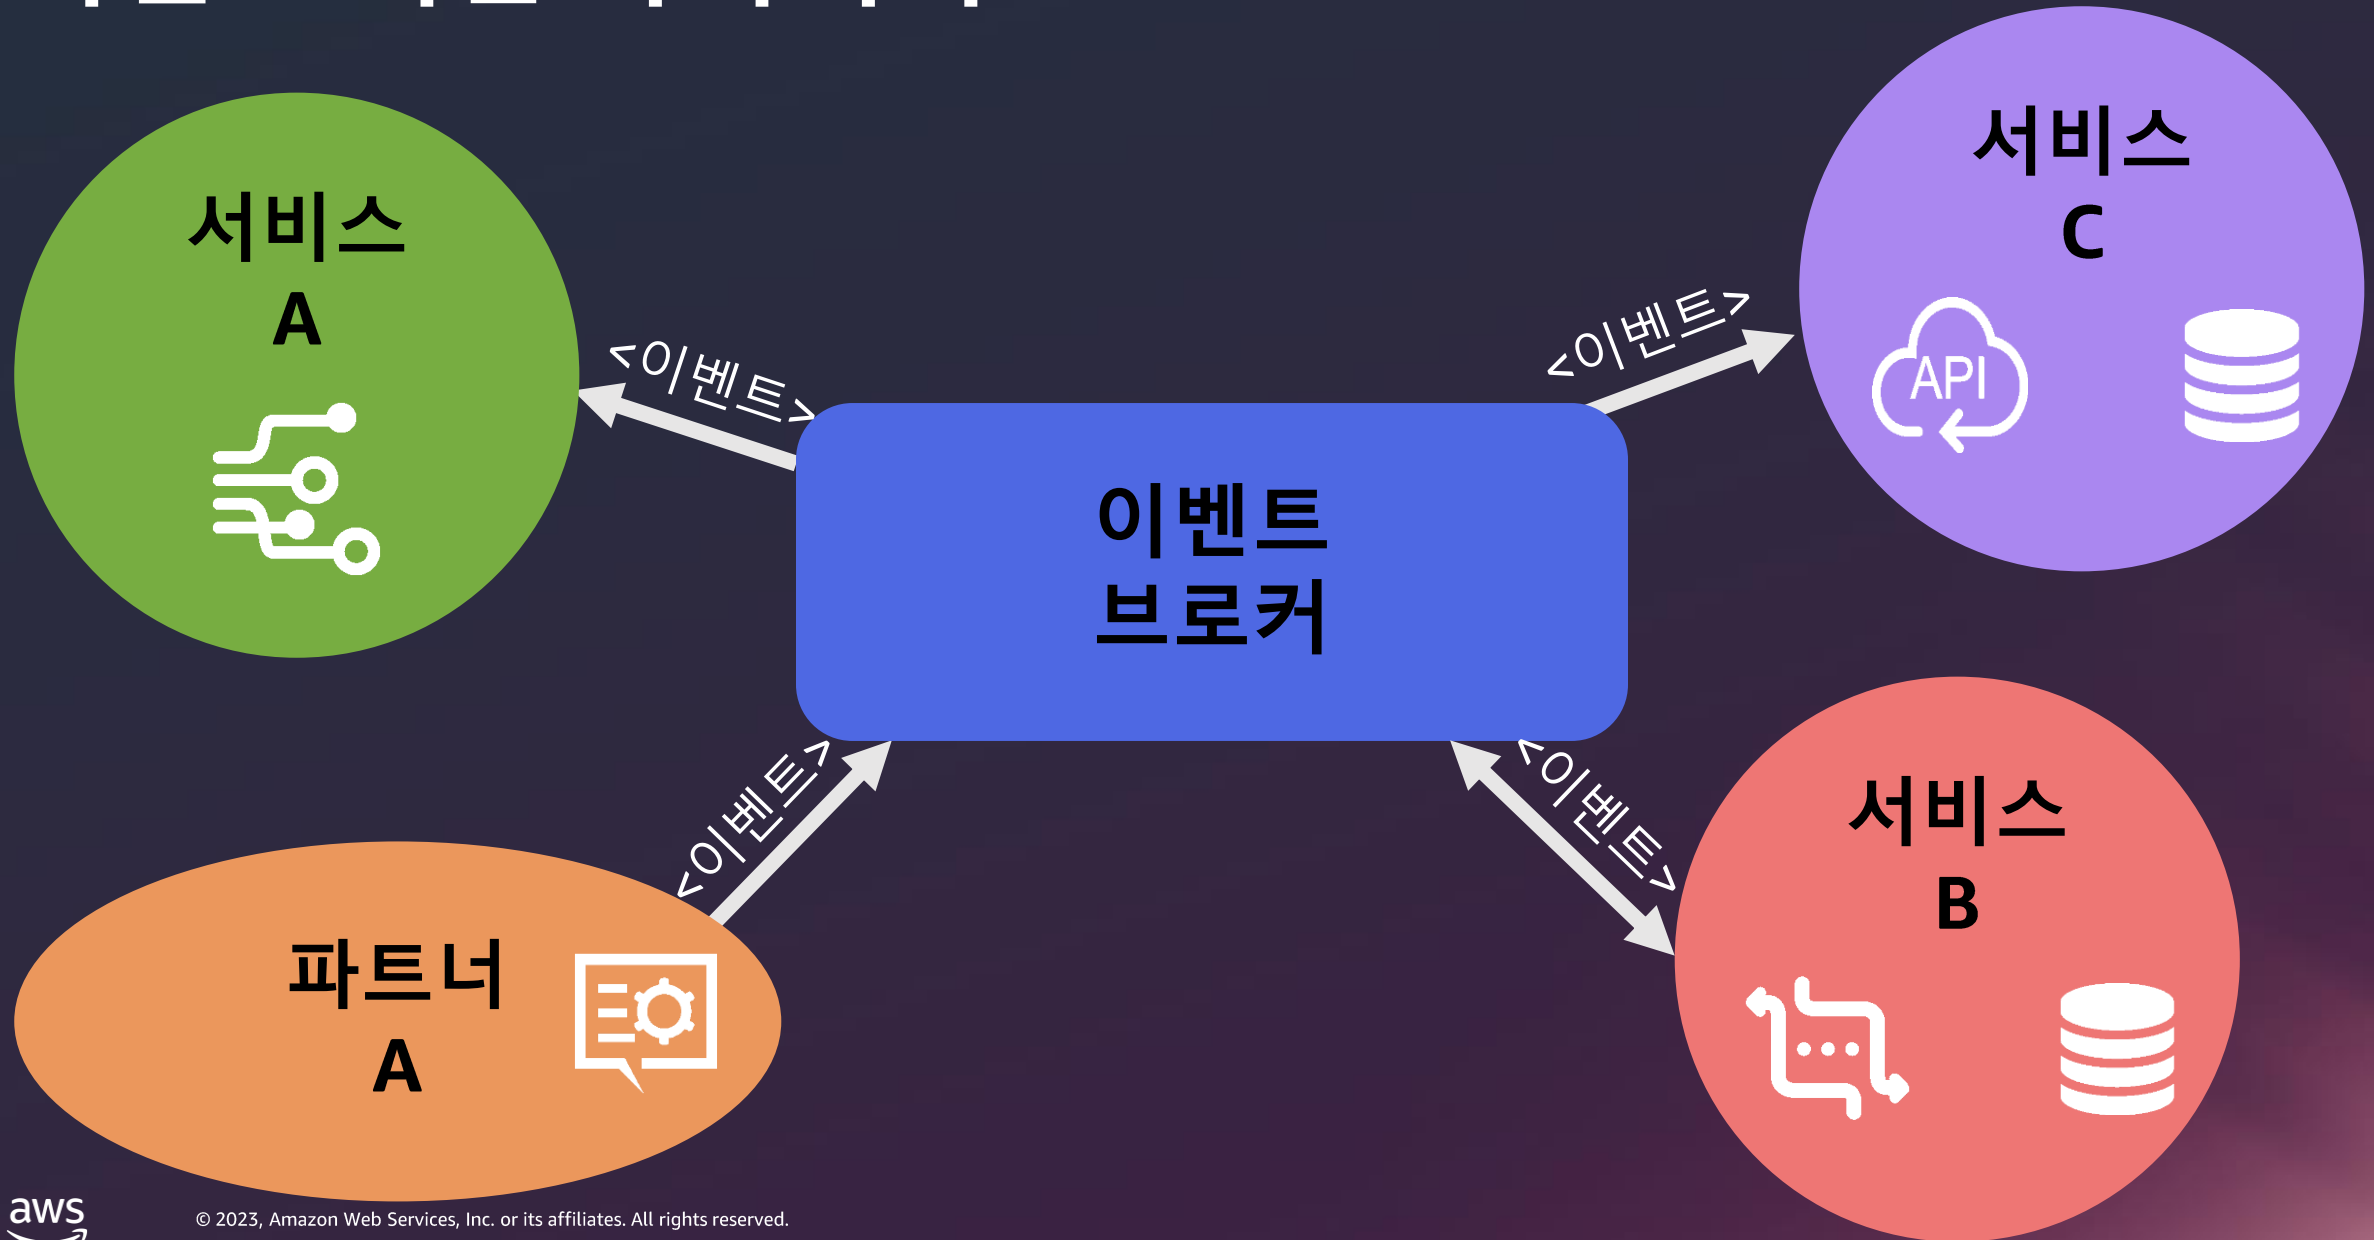 서비스
A
<이벤트>
<이벤트>
서비스
C
API
이벤트
브로커
<이벤트>
<이벤트>
파트너
A
서비스
B
aws
© 2023, Amazon Web Services, Inc. or its affiliates. All rights reserved.